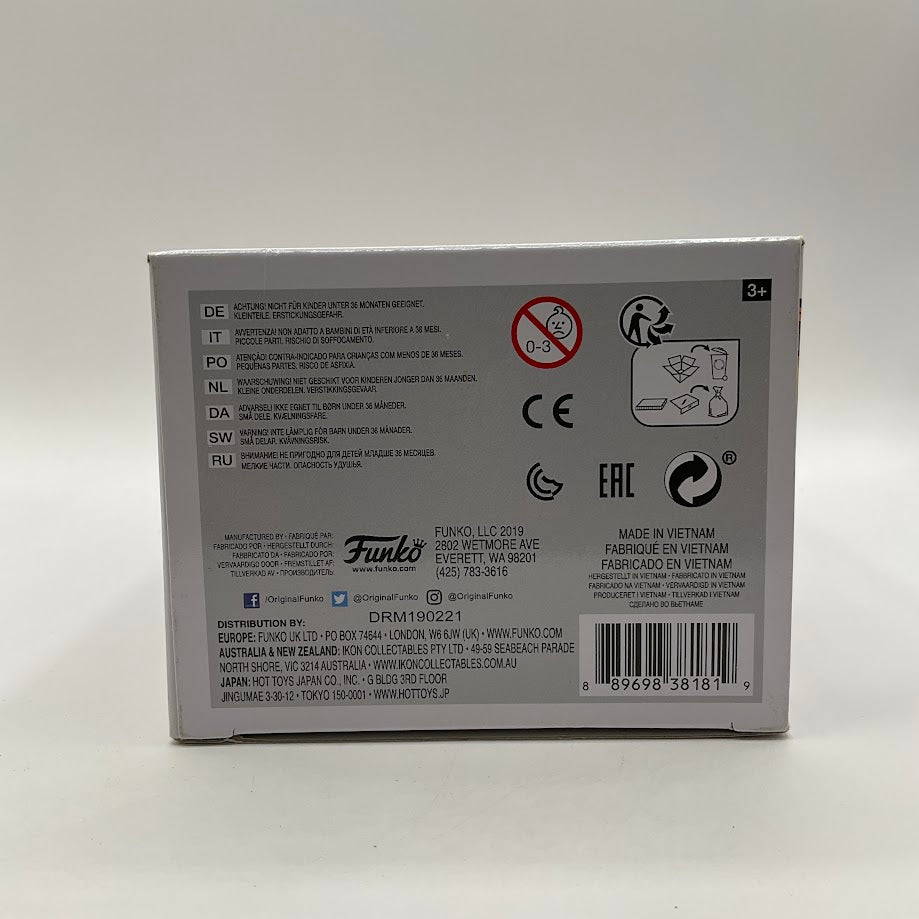 3+
DE ACHTUNG! NICHT FÜR KINDER UNTER 36 MONATEN GEEIGNET.
KLEINTEILE. ERSTICKUNGSGEFAHR.
IT AVVERTENZA! NON ADATTO A BAMBINI DI ETÀ INFERIORE A 36 MESI.
PICCOLE PARTI. RISCHIO DI SOFFOCAMENTO.
PO ATENÇÃO! CONTRA-INDICADO PARA CRIANÇAS COM MENOS DE 36 MESES.
PEQUENAS PARTES. RISCO DE ASFIXIA.
NL WAARSCHUWING! NIET GESCHIKT VOOR KINDEREN JONGER DAN 36 MAANDEN.
KLEINE ONDERDELEN. VERSTIKKINGSGEVAAR.
DA ADVARSEL! IKKE EGNET TIL BØRN UNDER 36 MÅNEDER.
SMÅ DELE. KVÆLNINGSFARE.
SW VARNING! INTE LÄMPLIG FÖR BARN UNDER 36 MÅNADER.
SMÅ DELAR. KVÄVNINGSRISK.
RU ВНИМАНИЕ! НЕ ПРИГОДНО ДЛЯ ДЕТЕЙ МЛАДШЕ 36 МЕСЯЦЕВ.
МЕЛКИЕ ЧАСТИ. ОПАСНОСТЬ УДУШЬЯ.
0-3
CE
EAC
®
MANUFACTURED BY • FABRIQUÉ PAR:
FABRICADO POR • HERGESTELLT DURCH:
FABBRICATO DA • FABRICADO POR:
VERVAARDIGD DOOR • FREMSTILLET AF:
TILLVERKAD AV • ПРОИЗВОДИТЕЛЬ:
Funko
www.funko.com
FUNKO, LLC 2019
2802 WETMORE AVE
EVERETT, WA 98201
(425) 783-3616
f /OriginalFunko @OriginalFunko @OriginalFunko
DRM190221
DISTRIBUTION BY:
EUROPE: FUNKO UK LTD • PO BOX 74644 • LONDON, W6 6JW (UK) • WWW.FUNKO.COM
AUSTRALIA & NEW ZEALAND: IKON COLLECTABLES PTY LTD • 49-59 SEABEACH PARADE
NORTH SHORE, VIC 3214 AUSTRALIA • WWW.IKONCOLLECTABLES.COM.AU
JAPAN: HOT TOYS JAPAN CO., INC. • G BLDG 3RD FLOOR
JINGUMAE 3-30-12 • TOKYO 150-0001 • WWW.HOTTOYS.JP
MADE IN VIETNAM
FABRIQUÉ EN VIETNAM
FABRICADO EN VIETNAM
HERGESTELLT IN VIETNAM • FABBRICATO IN VIETNAM
FABRICADO NA VIETNAM • VERVAARDIGD IN VIETNAM
PRODUCERET I VIETNAM • TILLVERKAD I VIETNAM
СДЕЛАНО ВО ВЬЕТНАМЕ
8 89698 38181 9